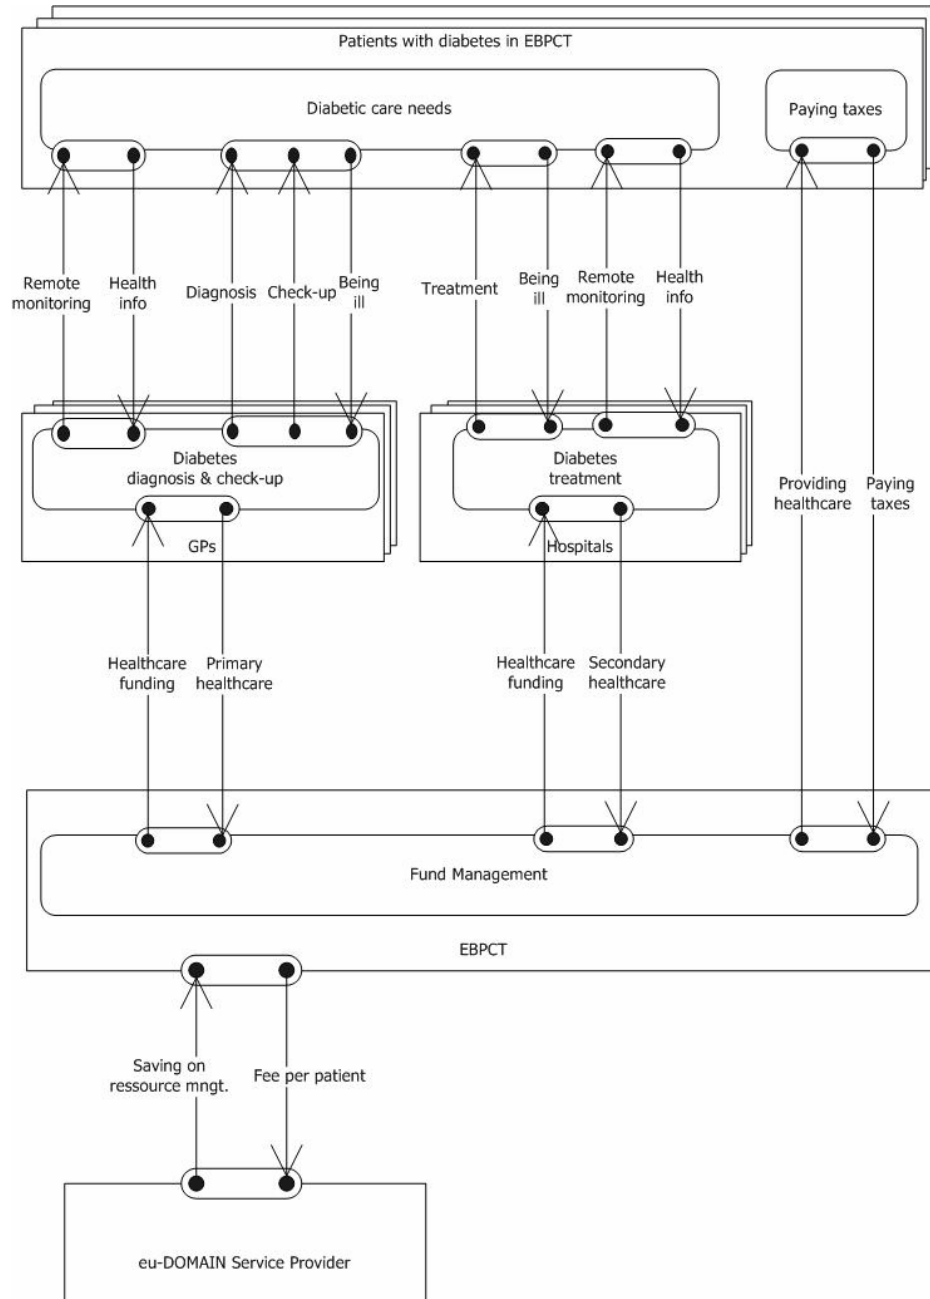 Patients with diabetes in EBPCT
Diabetic care needs
Paying taxes
Remote
monitoring
Health
info
Diagnosis
Check-up
Being
ill
Treatment
Being
ill
Remote
monitoring
Health
info
Diabetes
diagnosis & check-up
GPs
Diabetes
treatment
Hospitals
Providing
healthcare
Paying
taxes
Healthcare
funding
Primary
healthcare
Healthcare
funding
Secondary
healthcare
Fund Management
EBPCT
Saving on
ressource mngt.
Fee per patient
eu-DOMAIN Service Provider